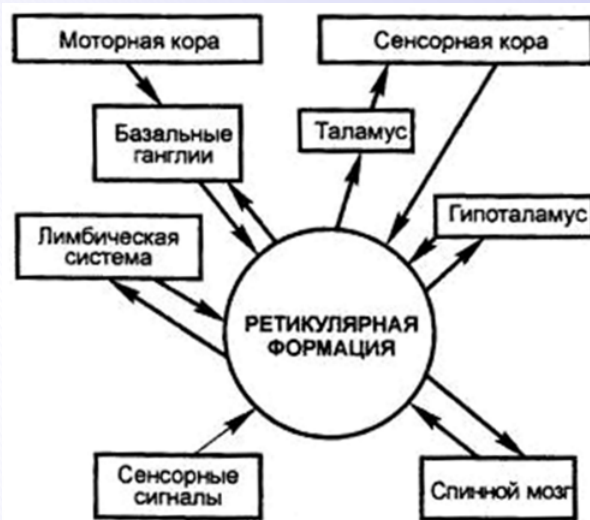 Моторная кора
Сенсорная кора
Базальные
ганглии
Таламус
Лимбическая
система
Гипоталамус
РЕТИКУЛЯРНАЯ
ФОРМАЦИЯ
Сенсорные
сигналы
Спинной мозг